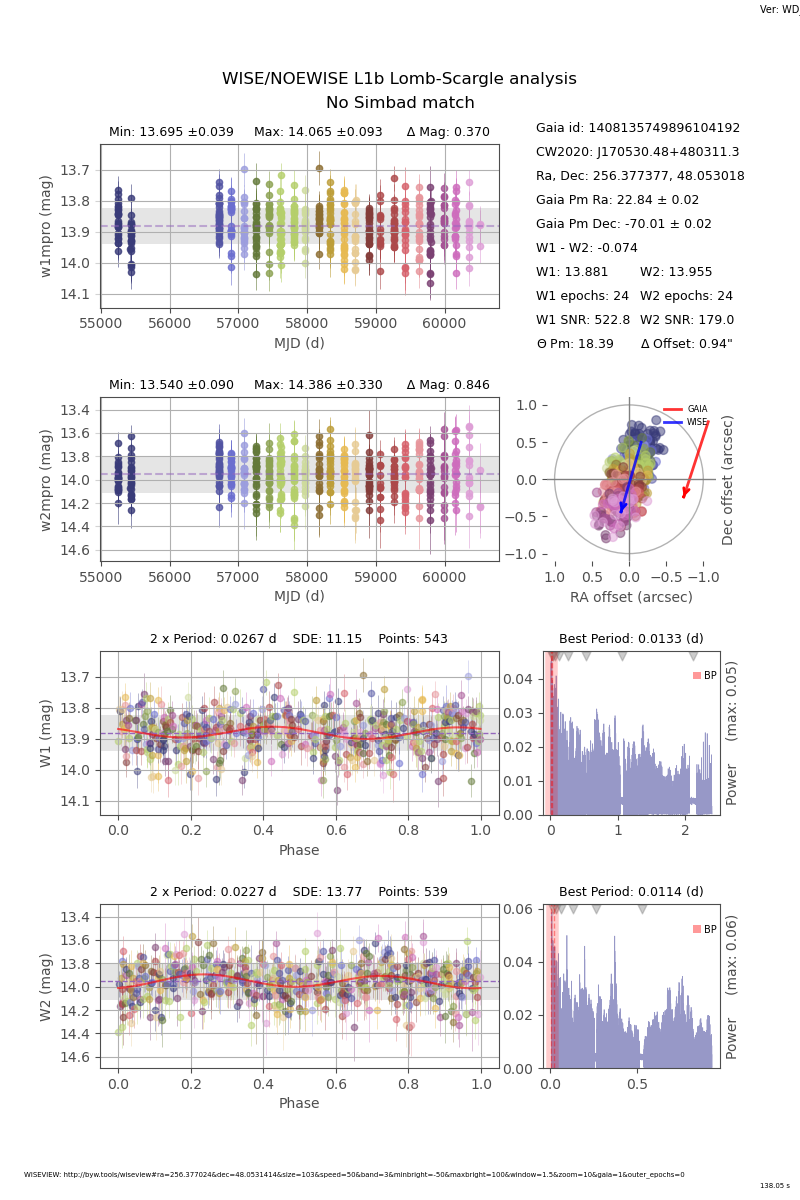 Ver: WD_
WISE/NOEWISE L1b Lomb-Scargle analysis
No Simbad match
Min: 13.695 ±0.039 Max: 14.065 ±0.093 Δ Mag: 0.370
13.7
13.8
13.9
14.0
14.1
w1mpro (mag)
55000 56000 57000 58000 59000 60000
MJD (d)
Gaia id: 1408135749896104192
CW2020: J170530.48+480311.3
Ra, Dec: 256.377377, 48.053018
Gaia Pm Ra: 22.84 ± 0.02
Gaia Pm Dec: -70.01 ± 0.02
W1 - W2: -0.074
W1: 13.881 W2: 13.955
W1 epochs: 24 W2 epochs: 24
W1 SNR: 522.8 W2 SNR: 179.0
Θ Pm: 18.39 Δ Offset: 0.94"
Min: 13.540 ±0.090 Max: 14.386 ±0.330 Δ Mag: 0.846
13.4
13.6
13.8
14.0
14.2
14.4
14.6
w2mpro (mag)
55000 56000 57000 58000 59000 60000
MJD (d)
GAIA
WISE
1.0
0.5
0.0
−0.5
−1.0
Dec offset (arcsec)
1.0 0.5 0.0 −0.5 −1.0
RA offset (arcsec)
2 x Period: 0.0267 d SDE: 11.15 Points: 543
13.7
13.8
13.9
14.0
14.1
W1 (mag)
0.0 0.2 0.4 0.6 0.8 1.0
Phase
Best Period: 0.0133 (d)
BP
0.04
0.03
0.02
0.01
0.00
Power (max: 0.05)
0 1 2
2 x Period: 0.0227 d SDE: 13.77 Points: 539
13.4
13.6
13.8
14.0
14.2
14.4
14.6
W2 (mag)
0.0 0.2 0.4 0.6 0.8 1.0
Phase
Best Period: 0.0114 (d)
BP
0.06
0.04
0.02
0.00
Power (max: 0.06)
0.0 0.5
WISEVIEW: http://byw.tools/wiseview#ra=256.377024&dec=48.0531414&size=103&speed=50&band=3&minbright=-50&maxbright=100&window=1.5&zoom=10&gaia=1&outer_epochs=0
138.05 s